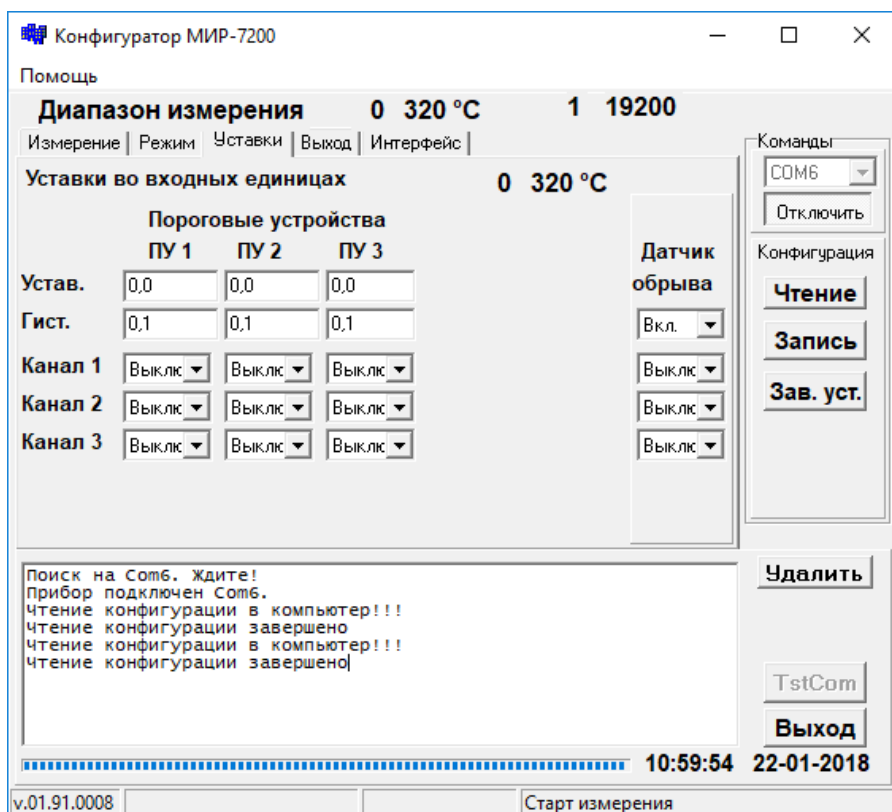 Конфигуратор МИР-7200
Помощь
Диапазон измерения 0 320 °C 1 19200
Измерение Режим Уставки Выход Интерфейс
Уставки во входных единицах 0 320 °C
Пороговые устройства
ПУ 1 ПУ 2 ПУ 3 Датчик
Устав. 0,0 0,0 0,0 обрыва
Гист. 0,1 0,1 0,1 Вкл.
Канал 1 Выклк Выклк Выклк Выклк
Канал 2 Выклк Выклк Выклк Выклк
Канал 3 Выклк Выклк Выклк Выклк
Команды
COM6
Отключить
Конфигурация
Чтение
Запись
Зав. уст.
Поиск на Com6. Ждите!
Прибор подключен Com6.
Чтение конфигурации в компьютер!!!
Чтение конфигурации завершено
Чтение конфигурации в компьютер!!!
Чтение конфигурации завершено
Удалить
TstCom
Выход
10:59:54 22-01-2018
v.01.91.0008 Старт измерения